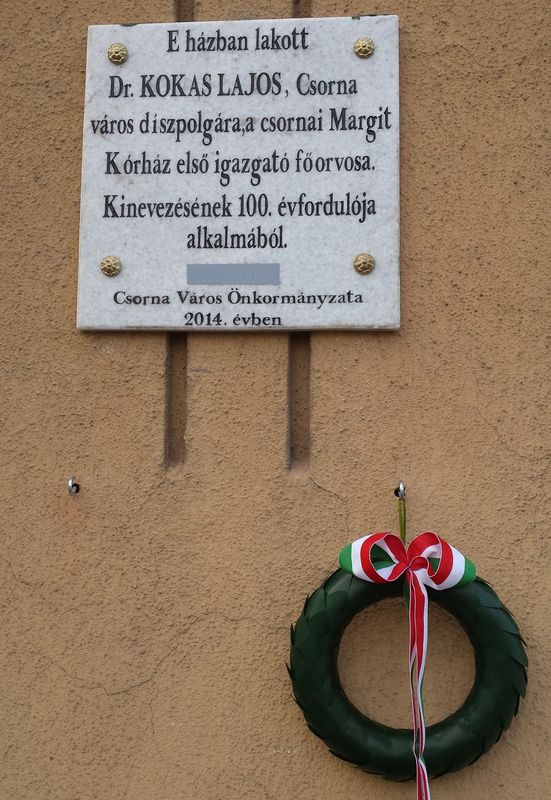 E házban lakott
Dr. KOKAS LAJOS, Csorna
város díszpolgára,a csornai Margit
Kórház első igazgató főorvosa.
Kinevezésének 100. évfordulója
alkalmából.
Csorna Város Önkormányzata
2014. évben